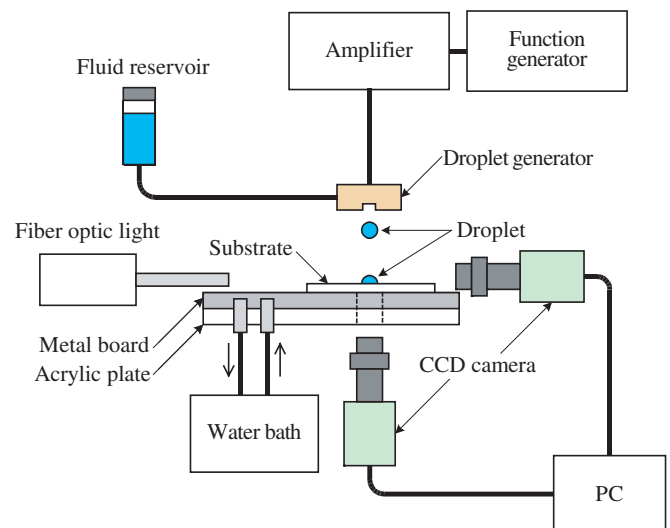 Amplifier
Function
generator
Fluid reservoir
Droplet generator
Fiber optic light
Substrate
Droplet
Metal board
Acrylic plate
CCD camera
Water bath
PC